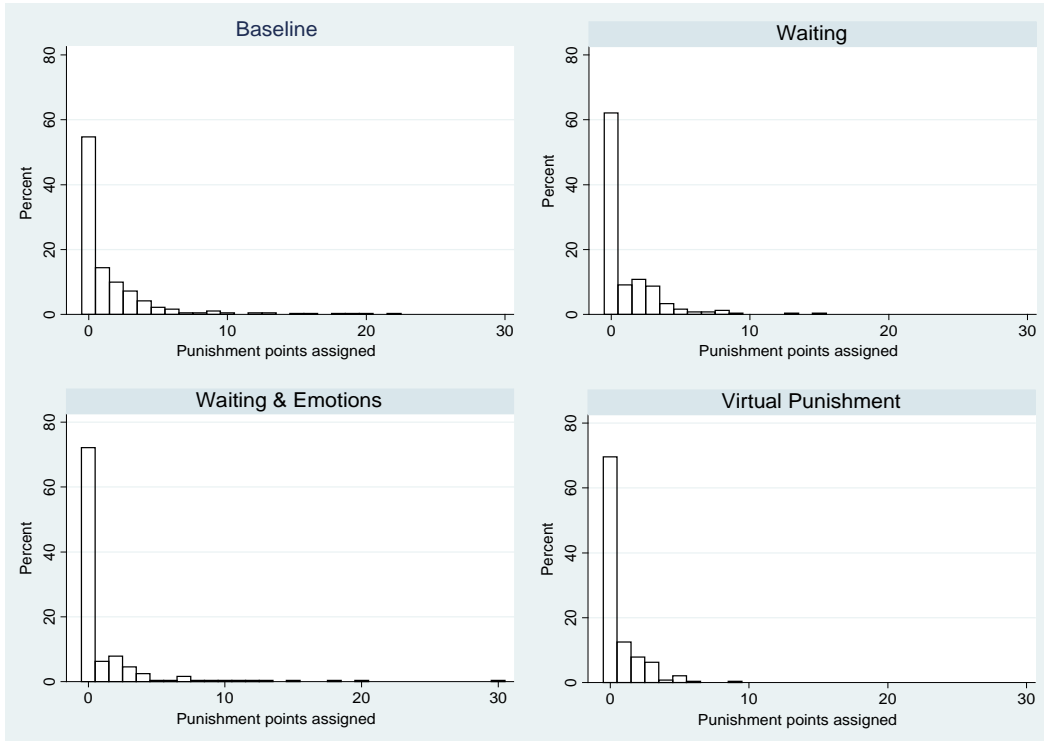 Baseline
80
60
40
20
0
Percent
0 10 20 30
Punishment points assigned
Waiting
80
60
40
20
0
Percent
0 10 20 30
Punishment points assigned
Waiting & Emotions
80
60
40
20
0
Percent
0 10 20 30
Punishment points assigned
Virtual Punishment
80
60
40
20
0
Percent
0 10 20 30
Punishment points assigned